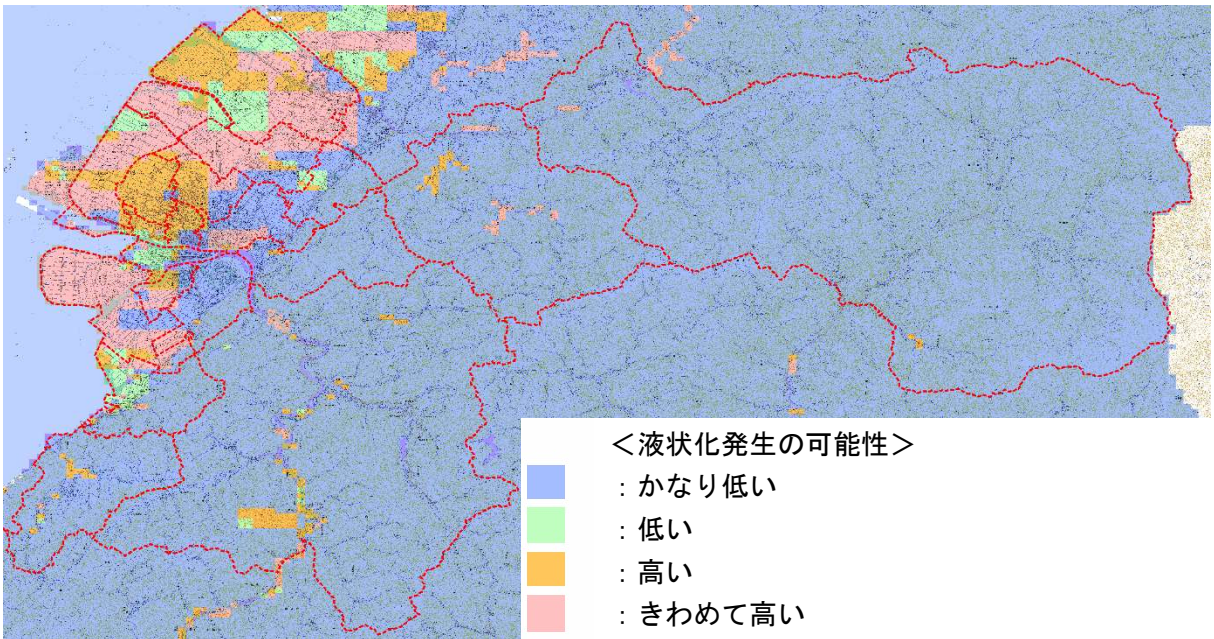 ＜液状化発生の可能性＞
：かなり低い
：低い
：高い
：きわめて高い